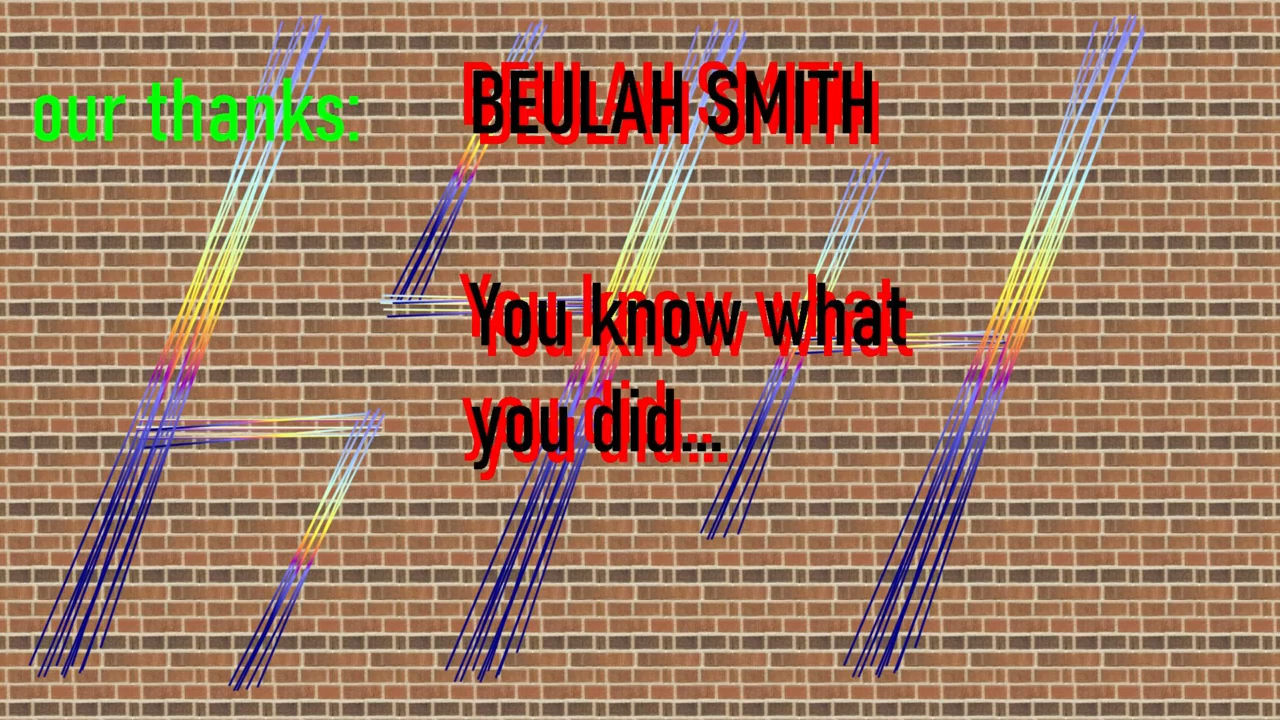 our thanks:
BEULAH SMITH
You know what
you did...